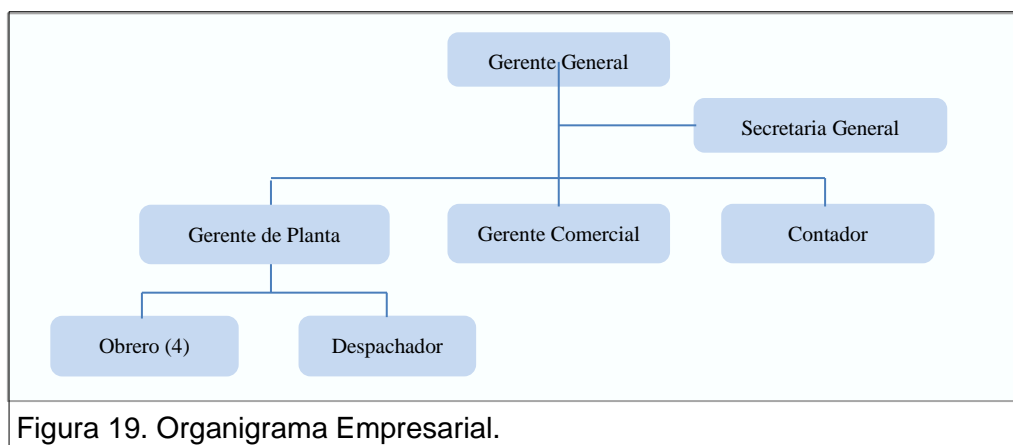 Gerente General
Secretaria General
Gerente de Planta
Gerente Comercial
Contador
Obrero (4)
Despachador
Figura 19. Organigrama Empresarial.